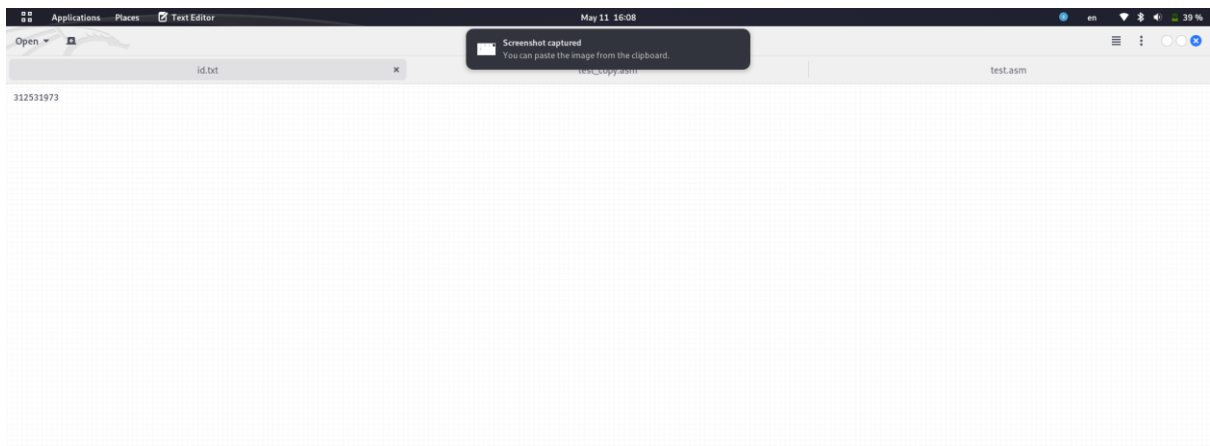 Applications Places Text Editor May 11 16:08 en 39 %
Open
Screenshot captured
You can paste the image from the clipboard.
id.txt test_copy.asm test.asm
312531973